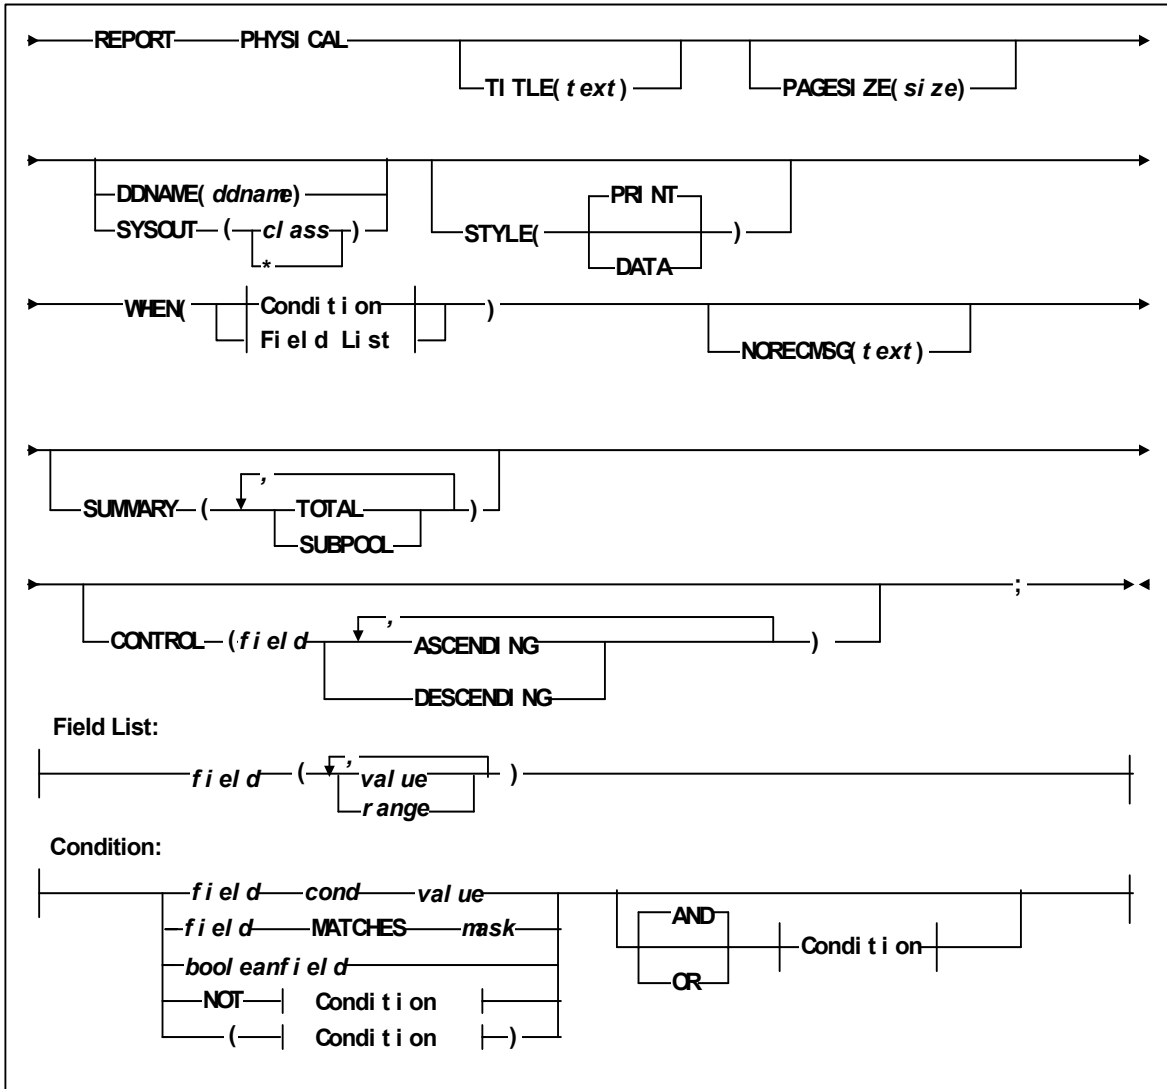 REPORT PHYSICAL
TITLE(text) PAGESIZE(size)
DDNAME(ddname)
SYSOUT (class)
*
PRINT
STYLE( )
DATA
WHEN( Condition )
Field List
NORECMSG(text)
,
SUMMARY ( TOTAL )
SUBPOOL
;
,
CONTROL (field ASCENDING )
DESCENDING
Field List:
,
field ( value )
range
Condition:
field cond value
field MATCHES mask
booleanfield
NOT Condition
( Condition )
AND
Condition
OR